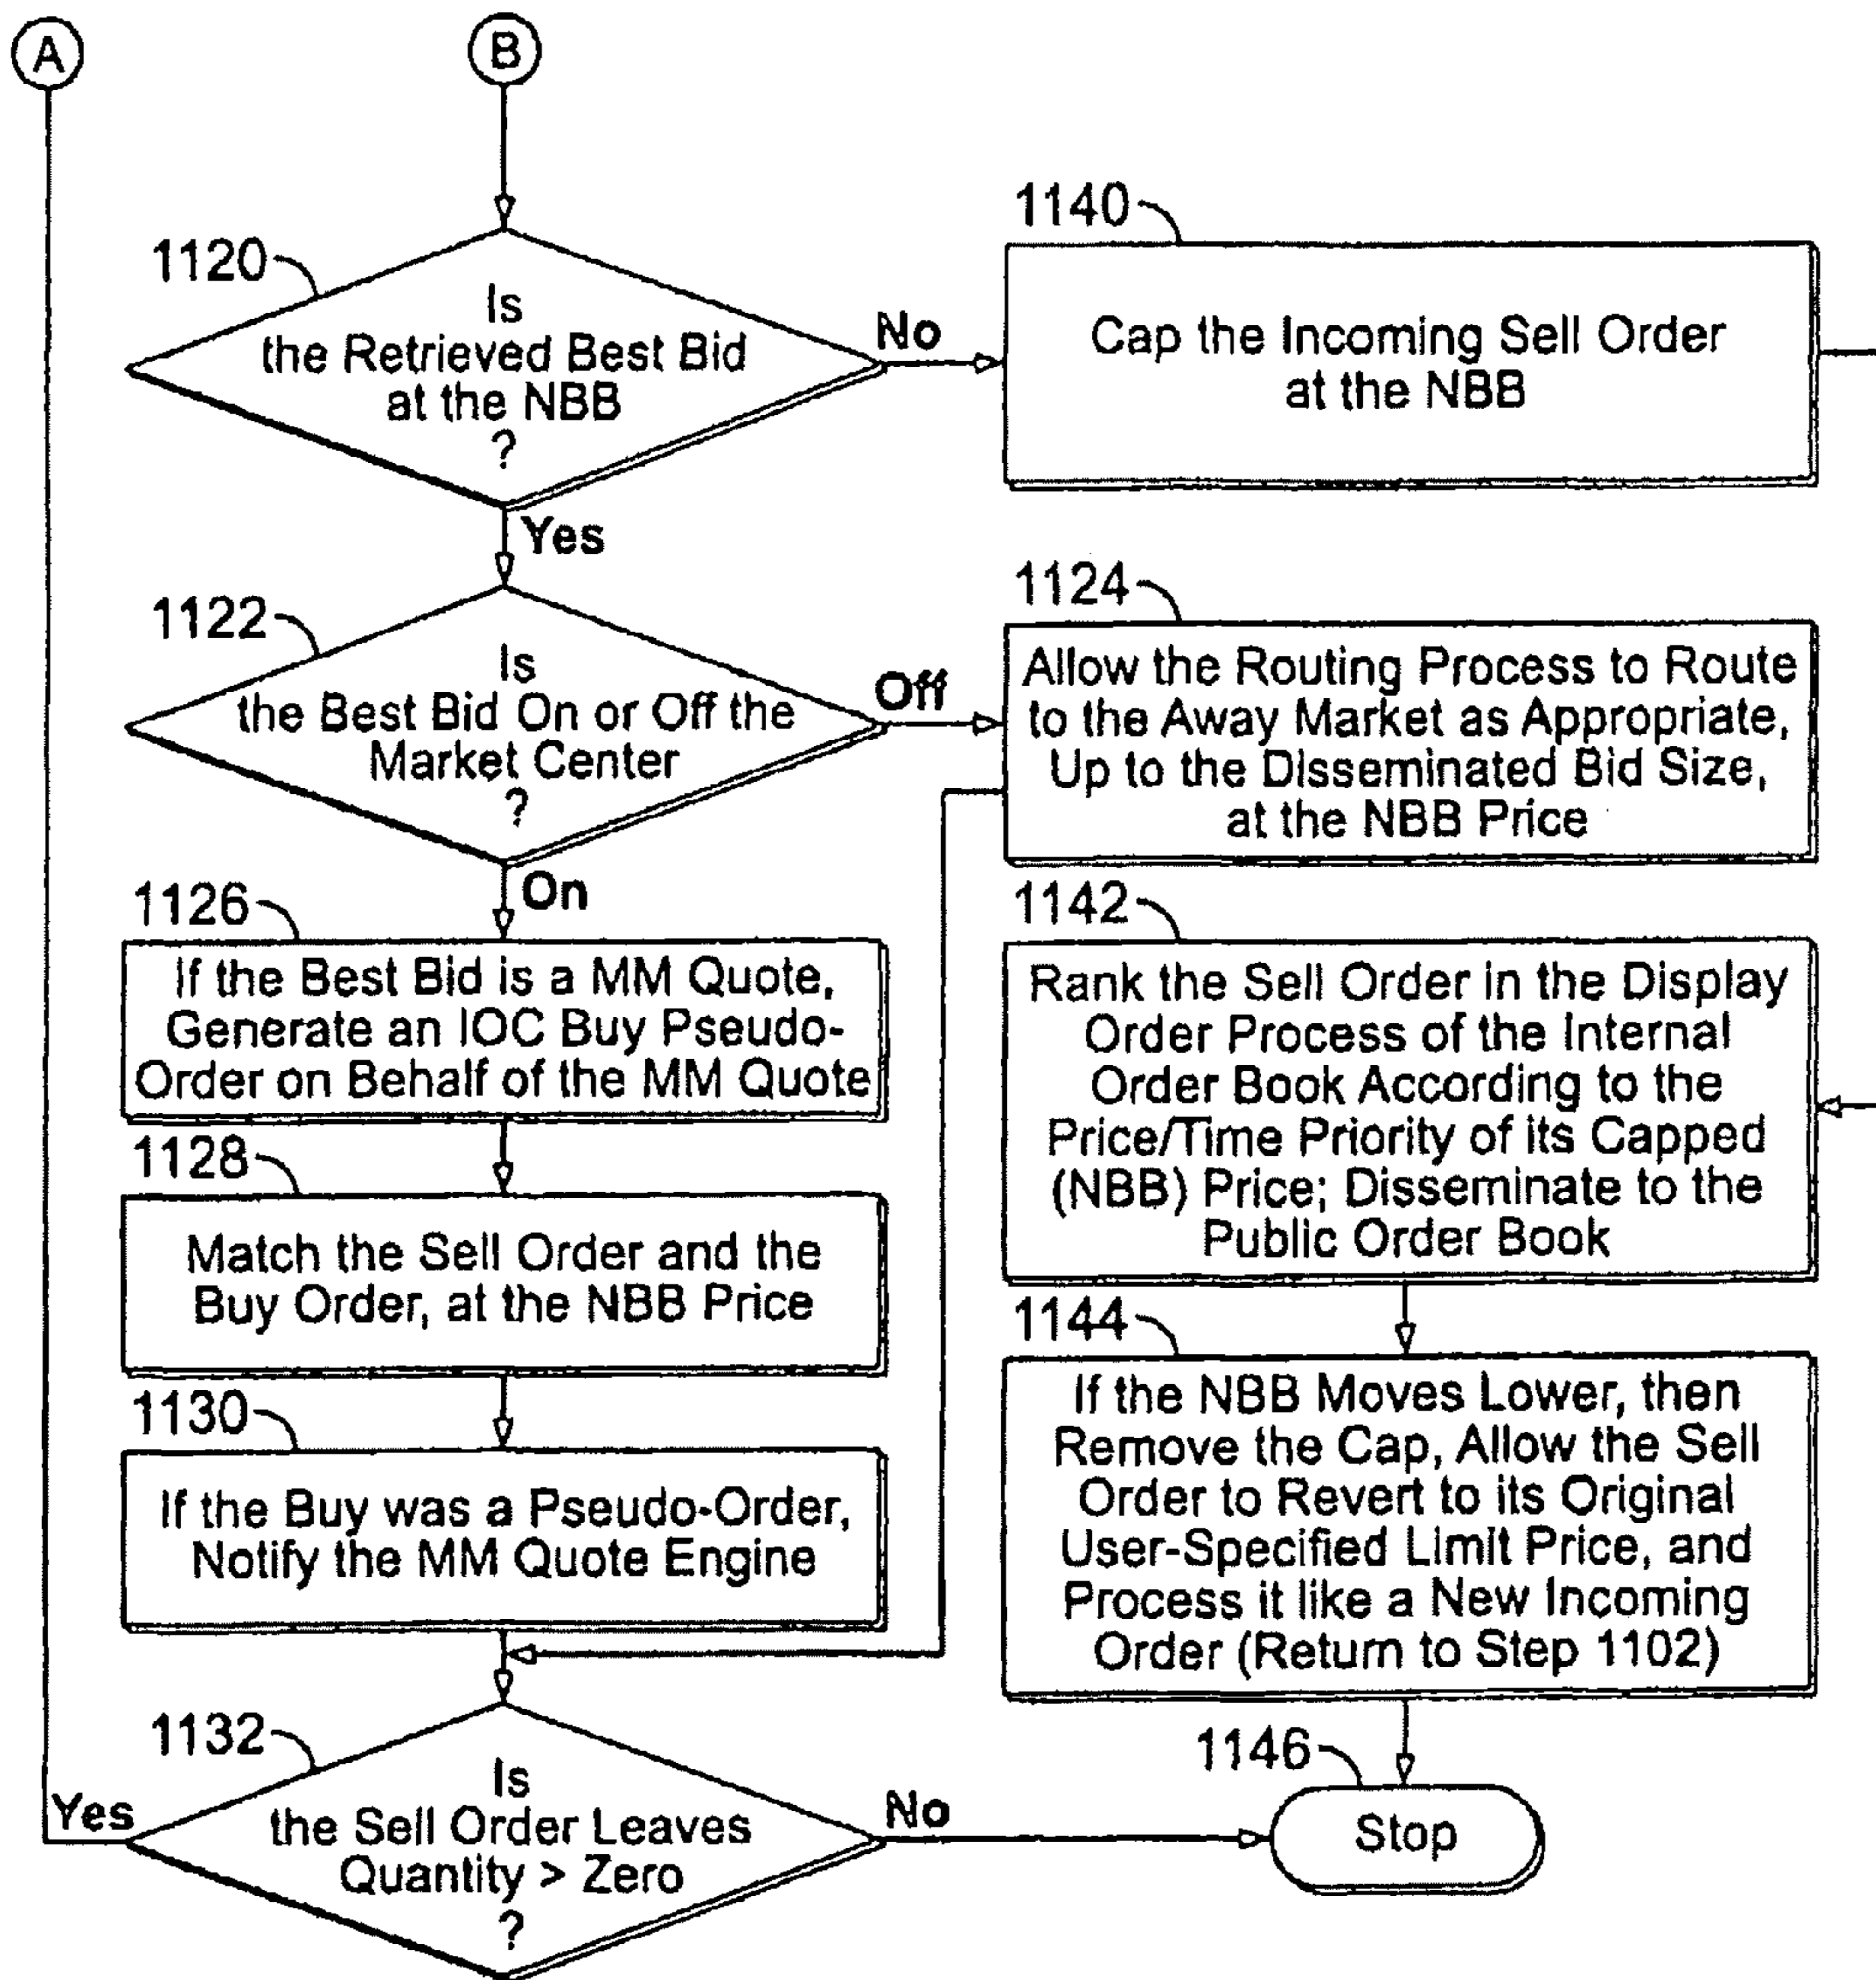 A
B
1120
Is
the Retrieved Best Bid
at the NBB
?
No
Yes
1140
Cap the Incoming Sell Order
at the NBB
1122
Is
the Best Bid On or Off the
Market Center
?
Off
On
1124
Allow the Routing Process to Route
to the Away Market as Appropriate,
Up to the Disseminated Bid Size,
at the NBB Price
1126
If the Best Bid is a MM Quote,
Generate an IOC Buy Pseudo-
Order on Behalf of the MM Quote
1128
Match the Sell Order and the
Buy Order, at the NBB Price
1130
If the Buy was a Pseudo-Order,
Notify the MM Quote Engine
1132
Is
the Sell Order Leaves
Quantity > Zero
?
Yes
No
1142
Rank the Sell Order in the Display
Order Process of the Internal
Order Book According to the
Price/Time Priority of its Capped
(NBB) Price; Disseminate to the
Public Order Book
1144
If the NBB Moves Lower, then
Remove the Cap, Allow the Sell
Order to Revert to its Original
User-Specified Limit Price, and
Process it like a New Incoming
Order (Return to Step 1102)
1146
Stop